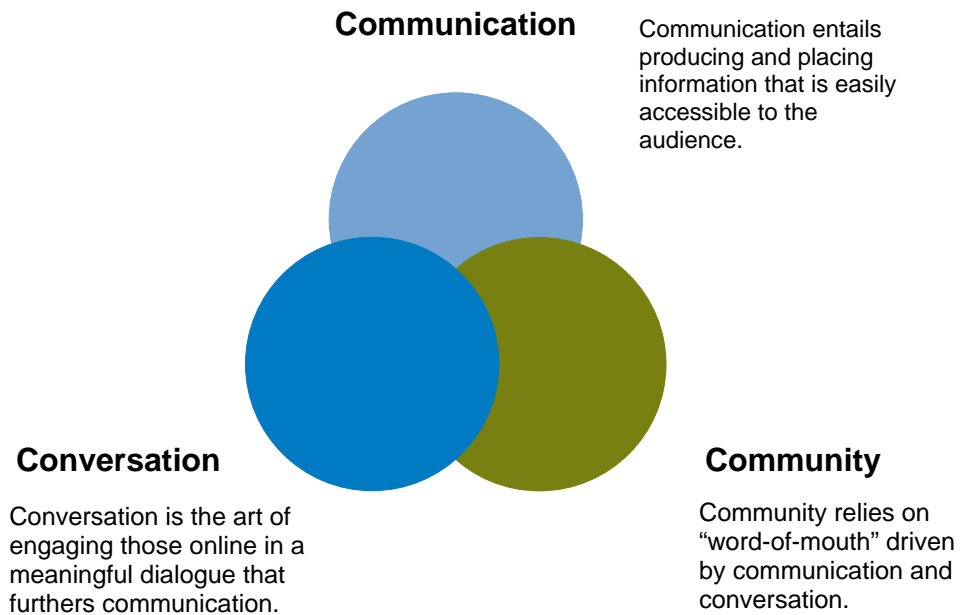 Communication
Communication entails
producing and placing
information that is easily
accessible to the
audience.
Conversation
Conversation is the art of
engaging those online in a
meaningful dialogue that
furthers communication.
Community
Community relies on
“word-of-mouth” driven
by communication and
conversation.